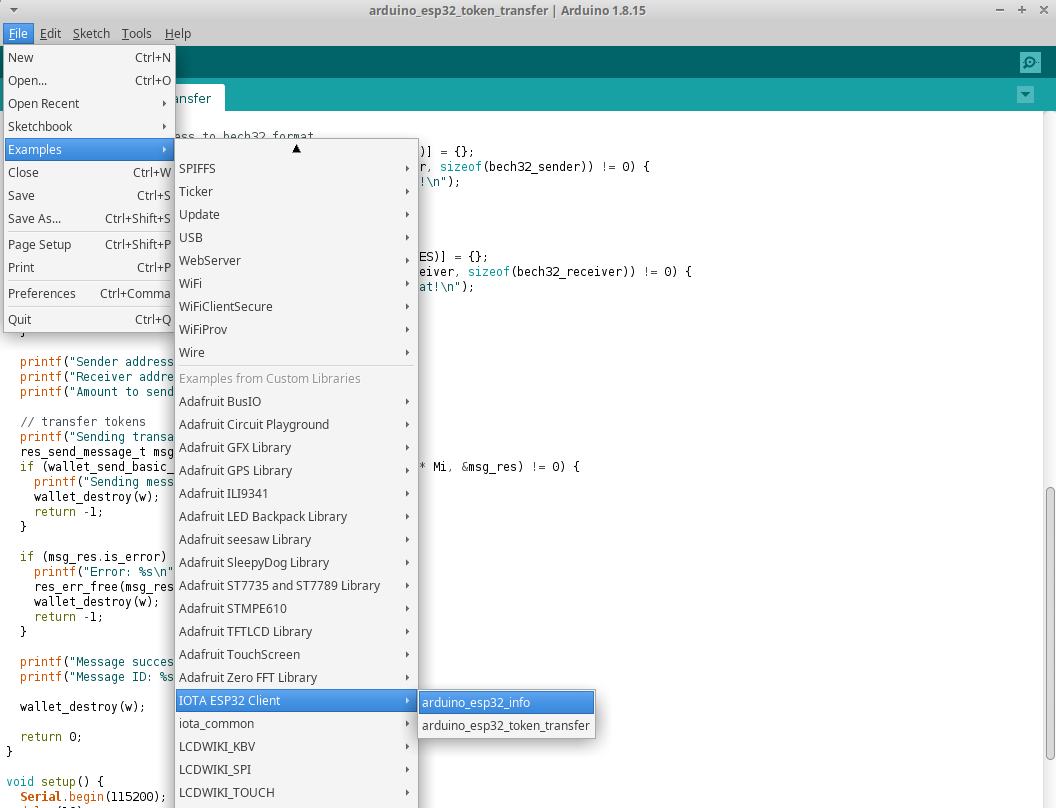 arduino_esp32_token_transfer | Arduino 1.8.15
File Edit Sketch Tools Help
New Ctrl+N
Open... Ctrl+O
Open Recent
Sketchbook
Examples
Close Ctrl+W
Save Ctrl+S
Save As... Ctrl+Shift+S
Page Setup Ctrl+Shift+P
Print Ctrl+P
Preferences Ctrl+Comma
Quit Ctrl+Q
SPIFFS
Ticker
Update
USB
WebServer
WiFi
WiFiClientSecure
WiFiProv
Wire
Examples from Custom Libraries
Adafruit BusIO
Adafruit Circuit Playground
Adafruit GFX Library
Adafruit GPS Library
Adafruit ILI9341
Adafruit LED Backpack Library
Adafruit seesaw Library
Adafruit SleepyDog Library
Adafruit ST7735 and ST7789 Library
Adafruit STMPE610
Adafruit TFTLCD Library
Adafruit TouchScreen
Adafruit Zero FFT Library
IOTA ESP32 Client
iota_common
LCDWIKI_KBV
LCDWIKI_SPI
LCDWIKI_TOUCH
arduino_esp32_info
arduino_esp32_token_transfer
ansfer
ess to bech32 format
)] = {};
r, sizeof(bech32_sender)) != 0) {
!\n");
ES)] = {};
eiver, sizeof(bech32_receiver)) != 0) {
at!\n");
}
printf("Sender address
printf("Receiver addre
printf("Amount to send
// transfer tokens
printf("Sending transa
res_send_message_t msg
if (wallet_send_basic_ * Mi, &msg_res) != 0) {
printf("Sending mess
wallet_destroy(w);
return -1;
}
if (msg_res.is_error)
printf("Error: %s\n"
res_err_free(msg_res
wallet_destroy(w);
return -1;
}
printf("Message succes
printf("Message ID: %s
wallet_destroy(w);
return 0;
}
void setup() {
Serial.begin(115200);